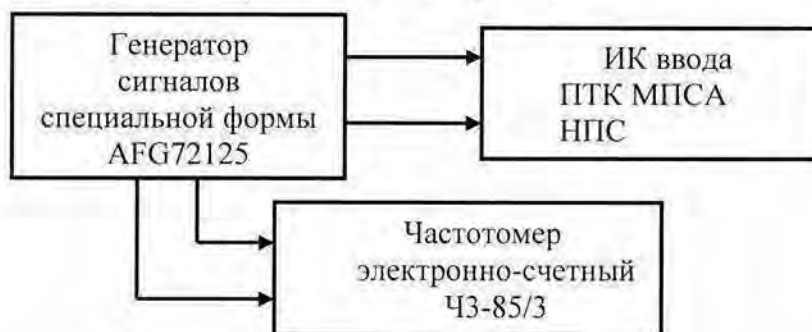 Генератор
сигналов
специальной формы
AFG72125
ИК ввода
ПТК МПСА
НПС
Частотомер
электронно-счетный
Ч3-85/3